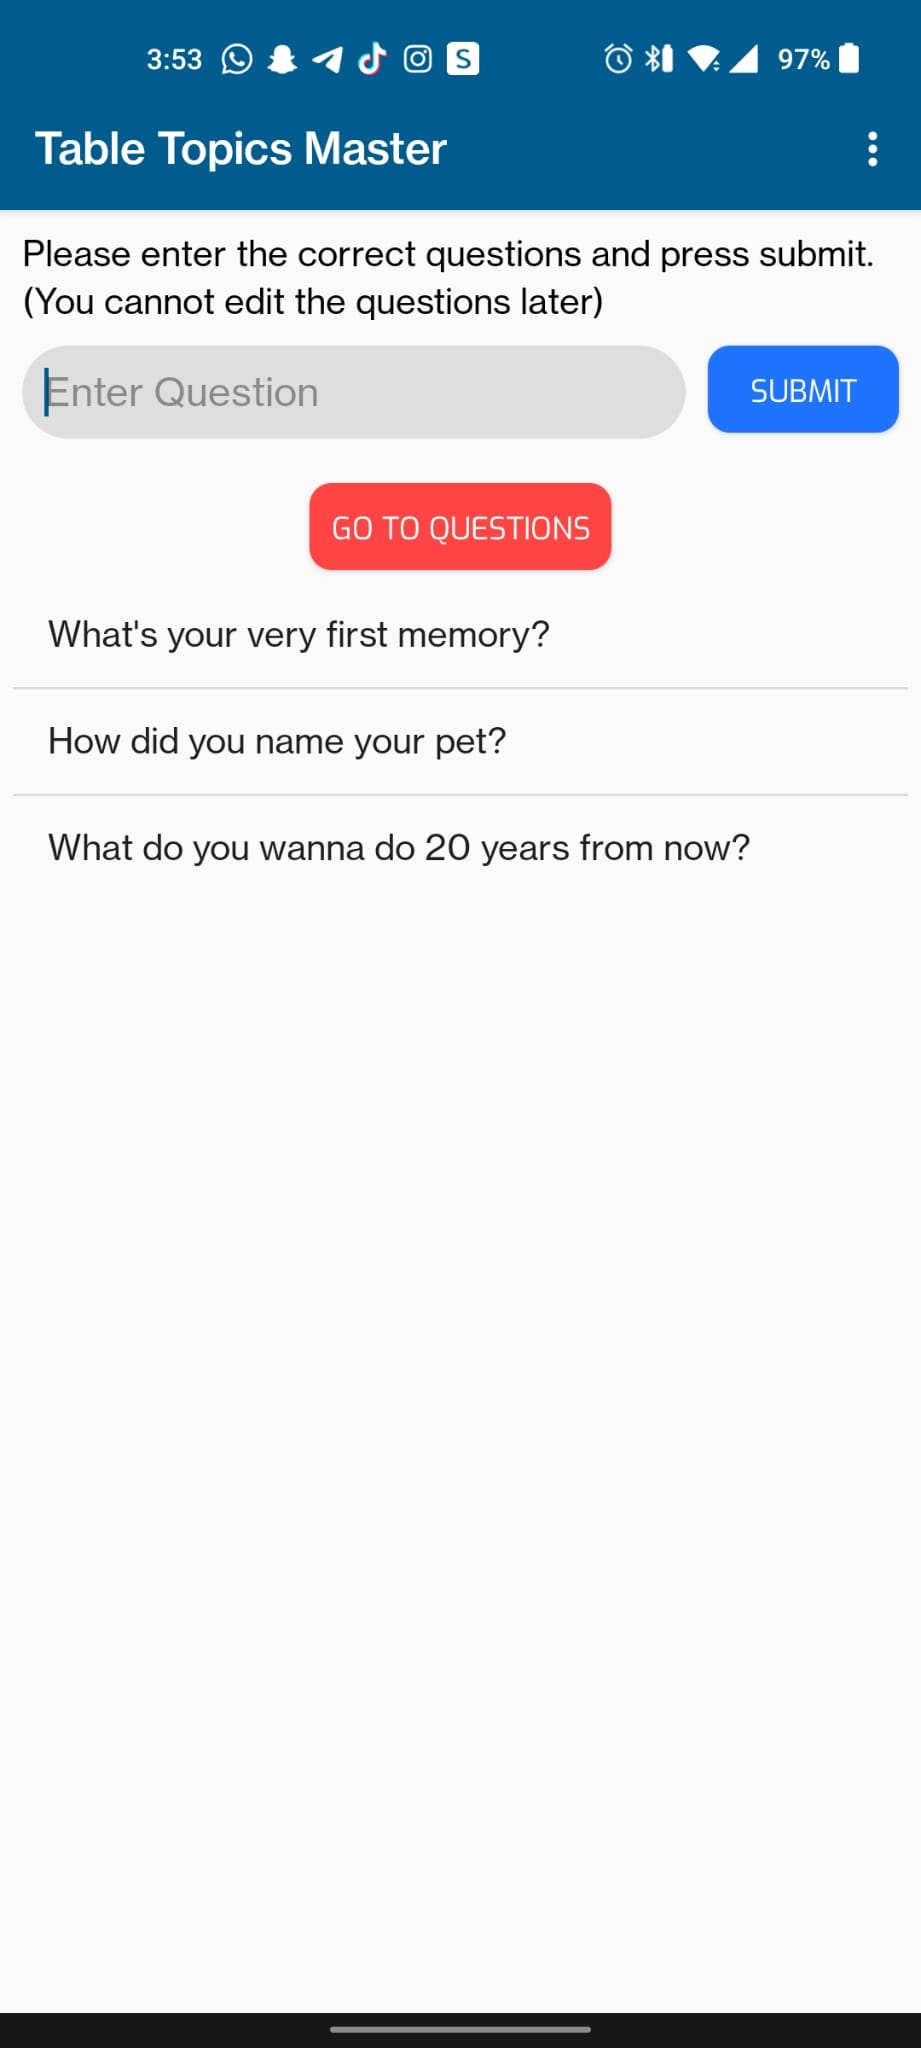 3:53 S 97%
Table Topics Master
Please enter the correct questions and press submit.
(You cannot edit the questions later)
Enter Question
SUBMIT
GO TO QUESTIONS
What's your very first memory?
How did you name your pet?
What do you wanna do 20 years from now?